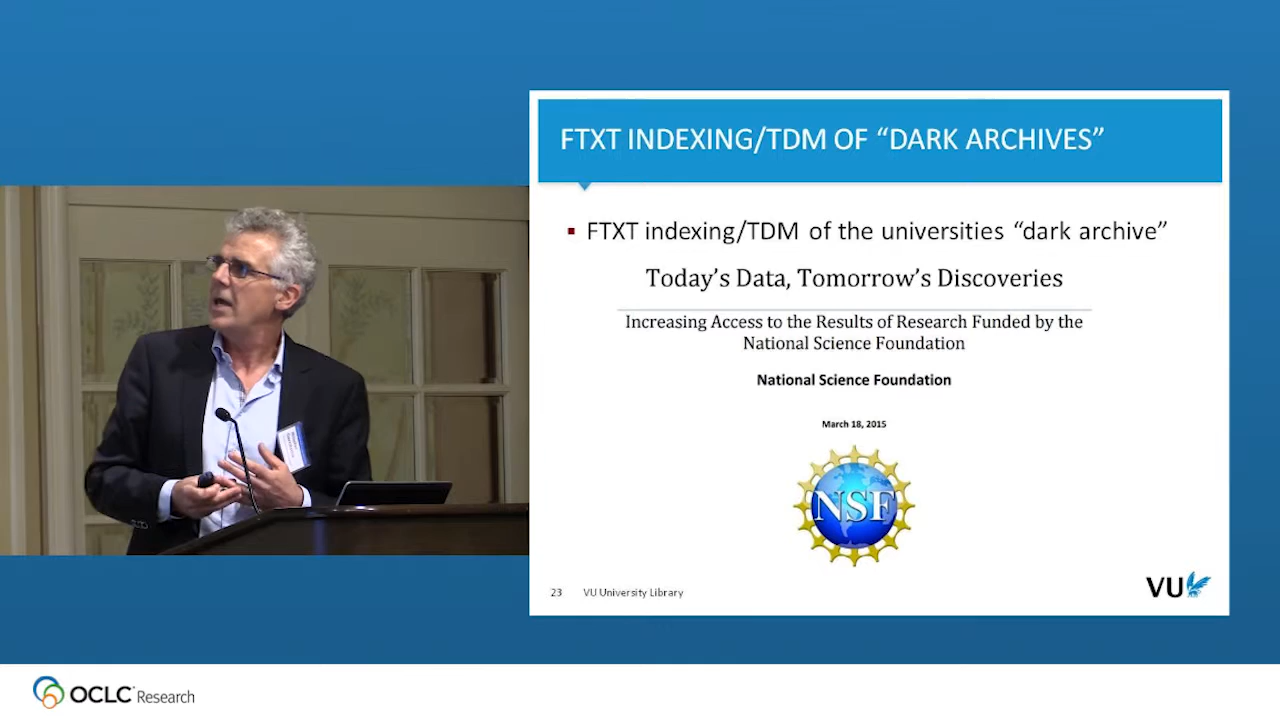 FTXT INDEXING/TDM OF “DARK ARCHIVES”
▪ FTXT indexing/TDM of the universities “dark archive”
Today’s Data, Tomorrow’s Discoveries
Increasing Access to the Results of Research Funded by the
National Science Foundation
National Science Foundation
March 18, 2015
NSF
23 VU University Library
VU
OCLC Research